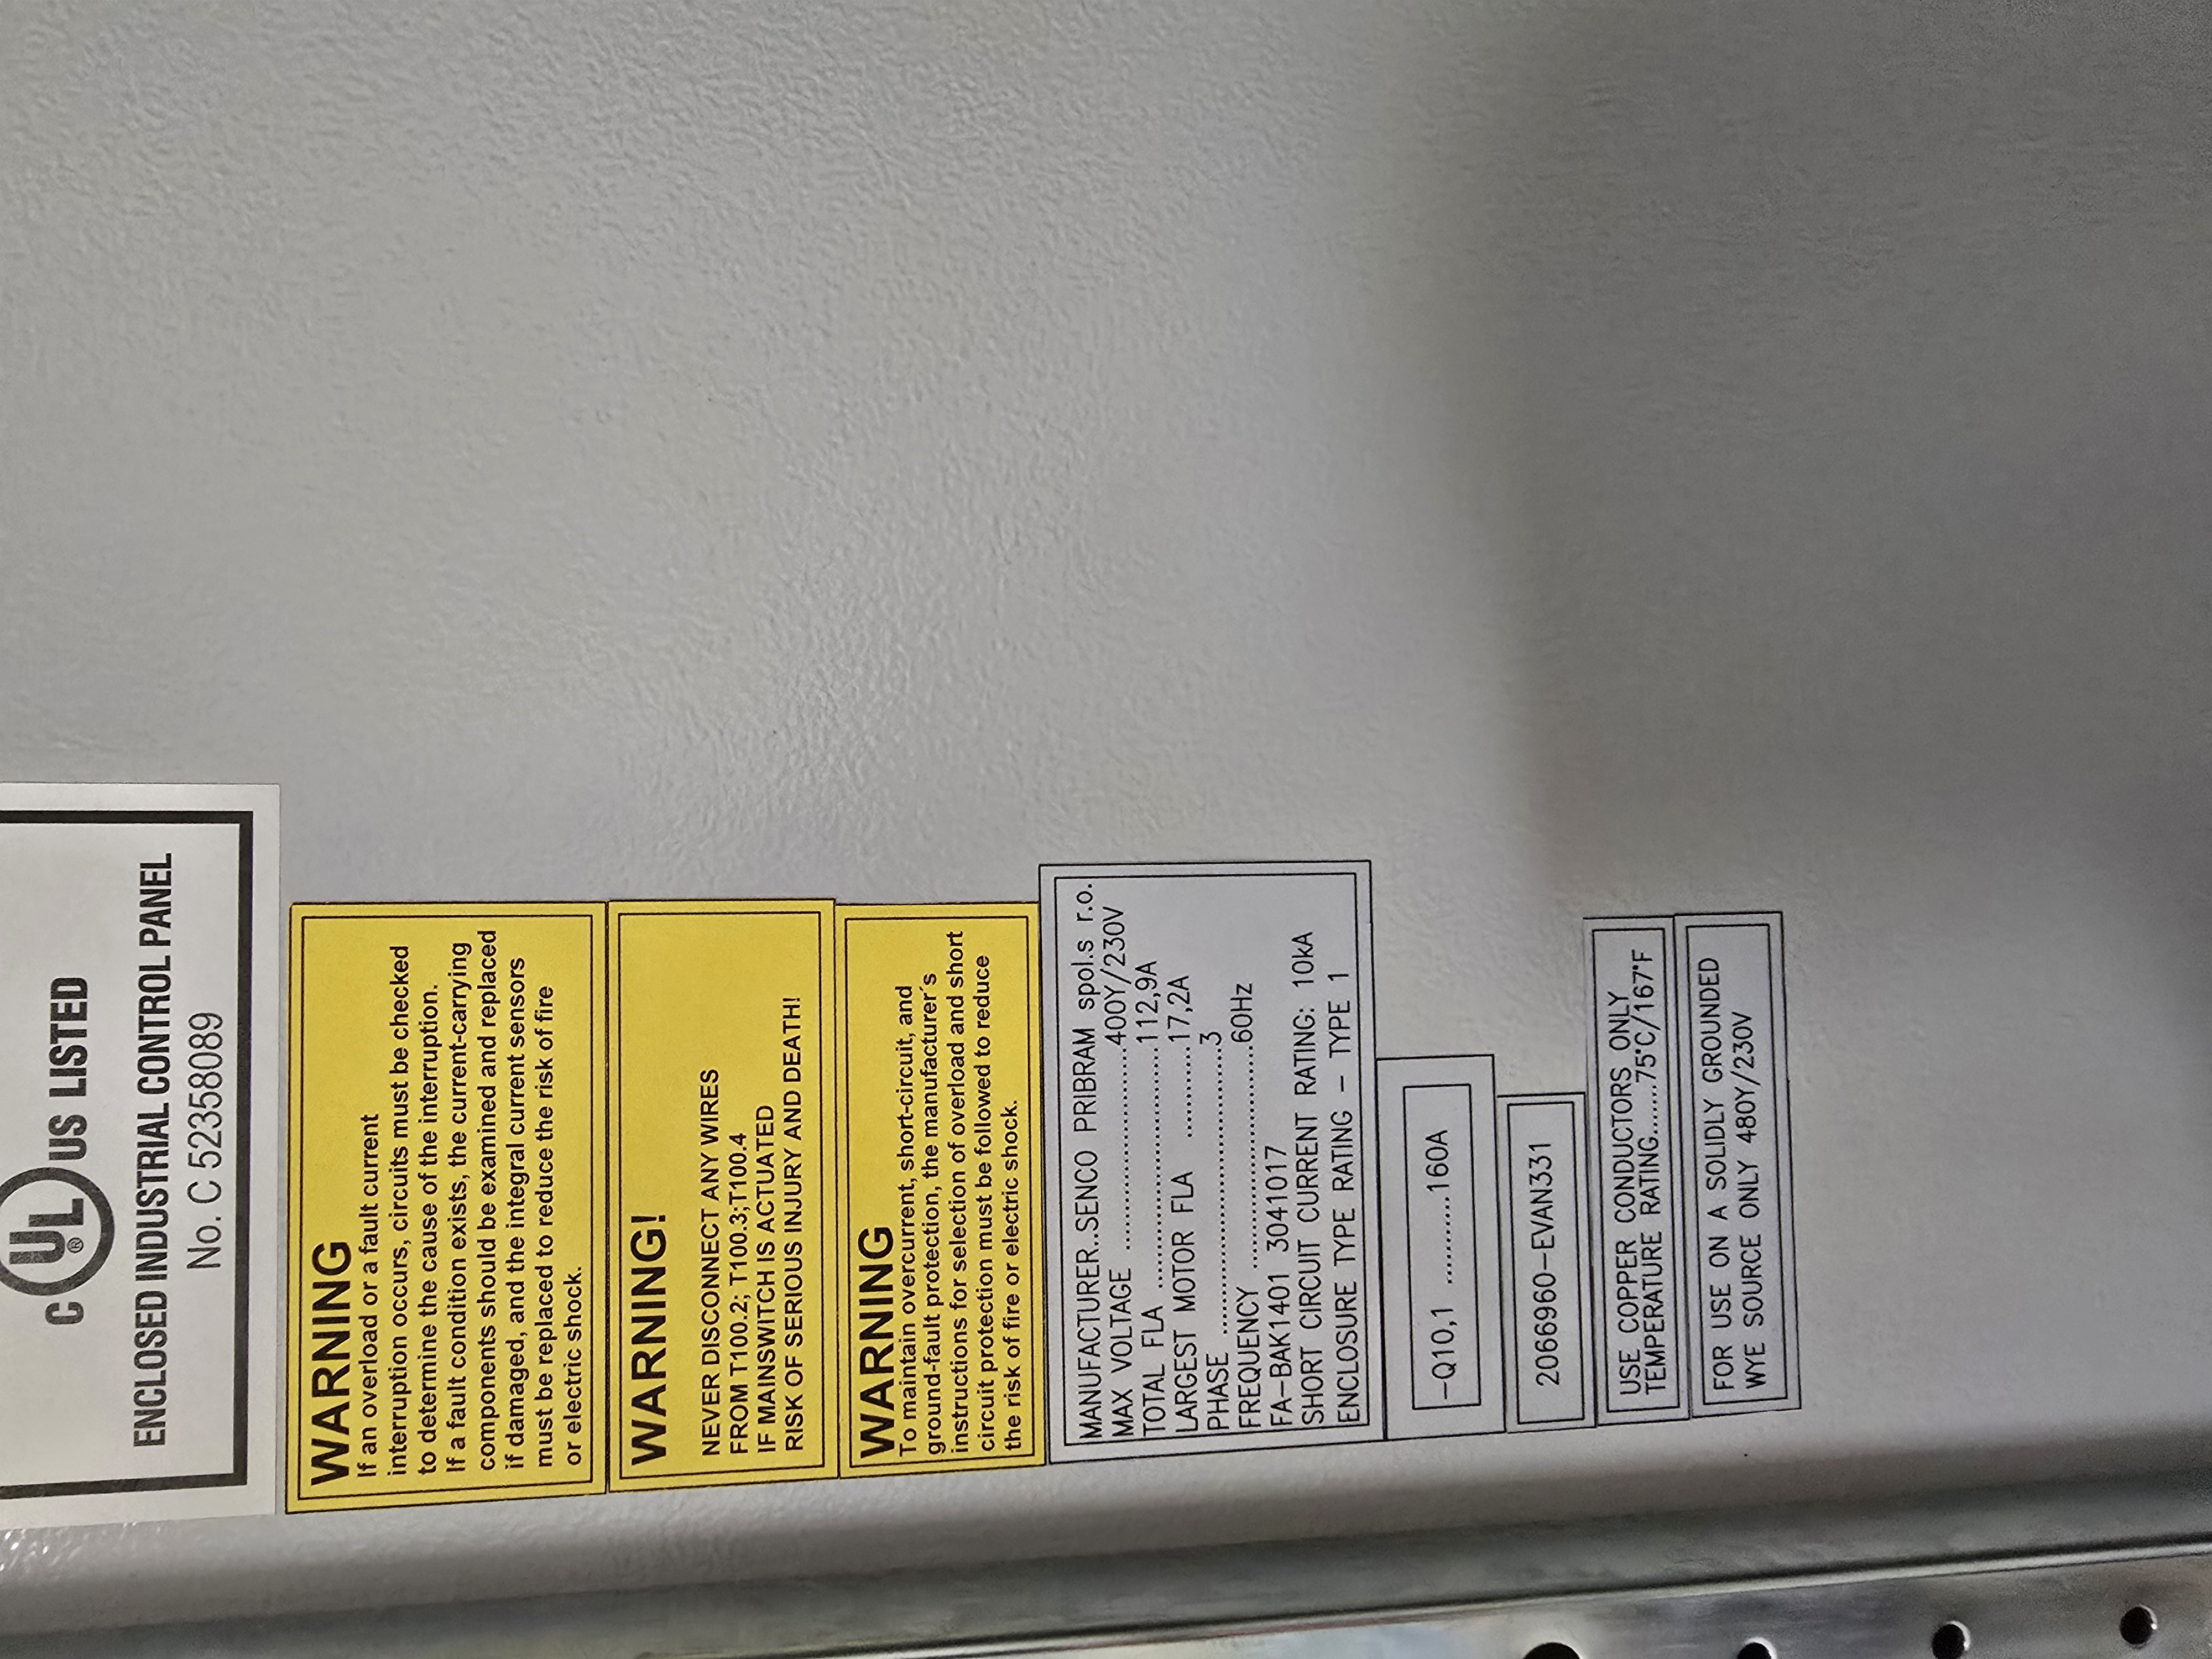 C UL ® US LISTED
ENCLOSED INDUSTRIAL CONTROL PANEL
No. C 52358089
WARNING
If an overload or a fault current
interruption occurs, circuits must be checked
to determine the cause of the interruption.
If a fault condition exists, the current-carrying
components should be examined and replaced
if damaged, and the integral current sensors
must be replaced to reduce the risk of fire
or electric shock.
WARNING!
NEVER DISCONNECT ANY WIRES
FROM T100.2; T100.3;T100.4
IF MAINSWITCH IS ACTUATED
RISK OF SERIOUS INJURY AND DEATH!
WARNING
To maintain overcurrent, short-circuit, and
ground-fault protection, the manufacturer´s
instructions for selection of overload and short
circuit protection must be followed to reduce
the risk of fire or electric shock.
MANUFACTURER..SENCO PRIBRAM spol.s r.o.
MAX VOLTAGE ..........................400Y/230V
TOTAL FLA ................................112,9A
LARGEST MOTOR FLA ...........17,2A
PHASE ......................................3
FREQUENCY .............................60Hz
FA-BAK1401 3041017
SHORT CIRCUIT CURRENT RATING: 10kA
ENCLOSURE TYPE RATING – TYPE 1
-Q10,1 ..........160A
2066960-EVAN331
USE COPPER CONDUCTORS ONLY
TEMPERATURE RATING.........75°C/167°F
FOR USE ON A SOLIDLY GROUNDED
WYE SOURCE ONLY 480Y/230V